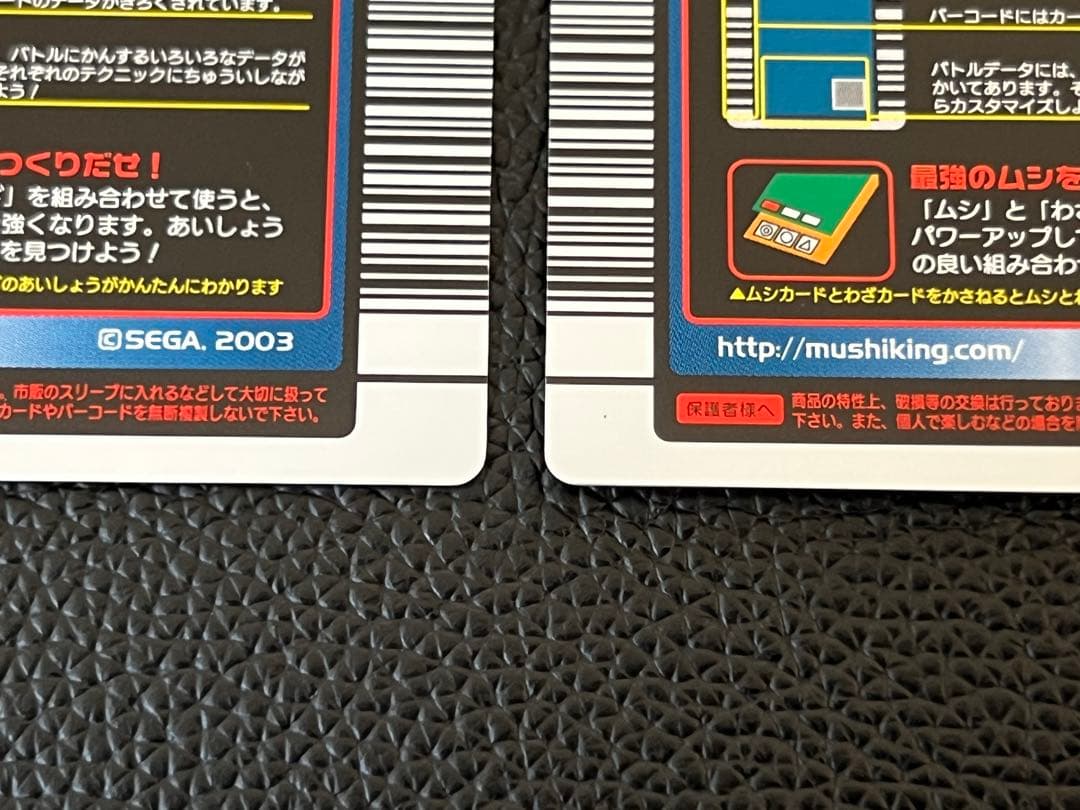 ードのデータがきろくされています。
バトルにかんするいろいろなデータが
それぞれのテクニックにちゅういしなが
よう！
つくりだせ！
」を組み合わせて使うと、
強くなります。あいしょう
を見つけよう！
のあいしょうがかんたんにわかります
©SEGA. 2003
。市販のスリーブに入れるなどして大切に扱って
カードやバーコードを無断複製しないで下さい。
バーコードにはカー
バトルデータには、
かいてあります。そ
らカスタマイズし
最強のムシを
「ムシ」と「わざ
パワーアップして
の良い組み合わ
▲ムシカードとわざカードをかさねるとムシと
http://mushiking.com/
保護者様へ
商品の特性上、破損等の交換は行っており
下さい。また、個人で楽しむなどの場合を